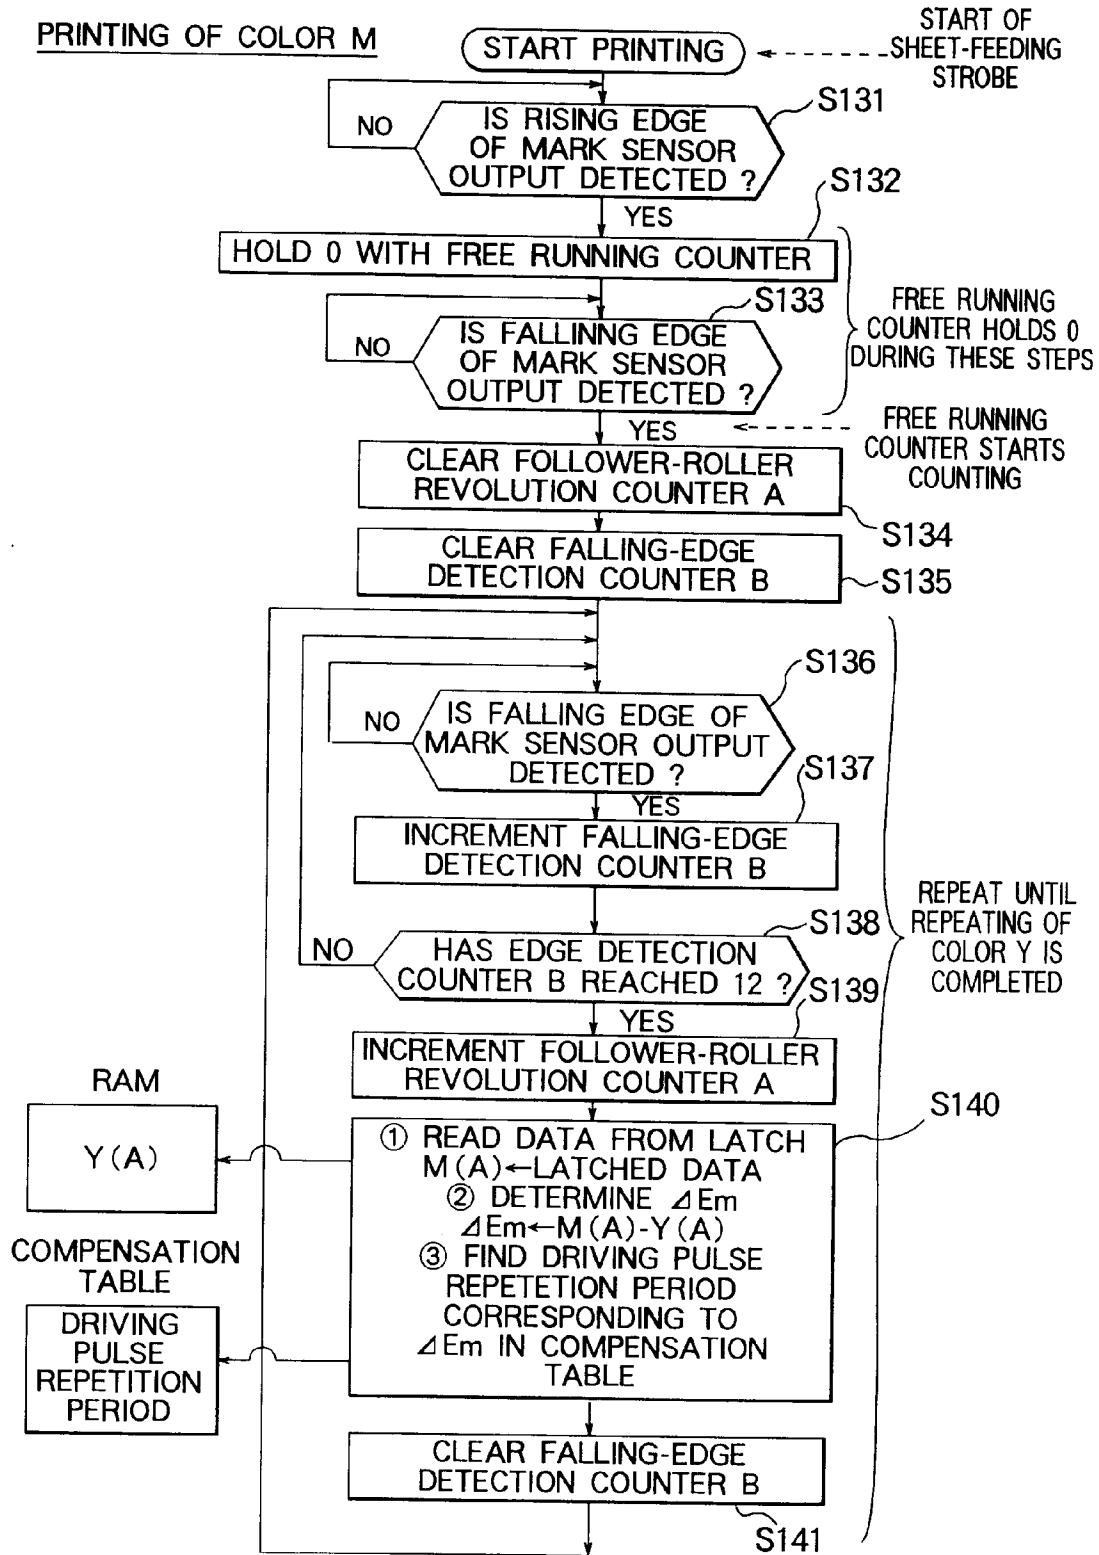 PRINTING OF COLOR M
START PRINTING
START OF
SHEET-FEEDING
STROBE
S131
IS RISING EDGE
OF MARK SENSOR
OUTPUT DETECTED ?
NO
YES
S132
HOLD 0 WITH FREE RUNNING COUNTER
S133
IS FALLINNG EDGE
OF MARK SENSOR
OUTPUT DETECTED ?
NO
YES
FREE RUNNING
COUNTER HOLDS 0
DURING THESE STEPS
FREE RUNNING
COUNTER STARTS
COUNTING
CLEAR FOLLOWER-ROLLER
REVOLUTION COUNTER A
S134
CLEAR FALLING-EDGE
DETECTION COUNTER B
S135
S136
IS FALLING EDGE OF
MARK SENSOR OUTPUT
DETECTED ?
NO
YES
S137
INCREMENT FALLING-EDGE
DETECTION COUNTER B
S138
HAS EDGE DETECTION
COUNTER B REACHED 12 ?
NO
YES
REPEAT UNTIL
REPEATING OF
COLOR Y IS
COMPLETED
S139
INCREMENT FOLLOWER-ROLLER
REVOLUTION COUNTER A
S140
① READ DATA FROM LATCH
M(A)←LATCHED DATA
② DETERMINE ⊿Em
⊿Em←M(A)-Y(A)
③ FIND DRIVING PULSE
REPETETION PERIOD
CORRESPONDING TO
⊿Em IN COMPENSATION
TABLE
RAM
Y(A)
COMPENSATION
TABLE
DRIVING
PULSE
REPETITION
PERIOD
CLEAR FALLING-EDGE
DETECTION COUNTER B
S141